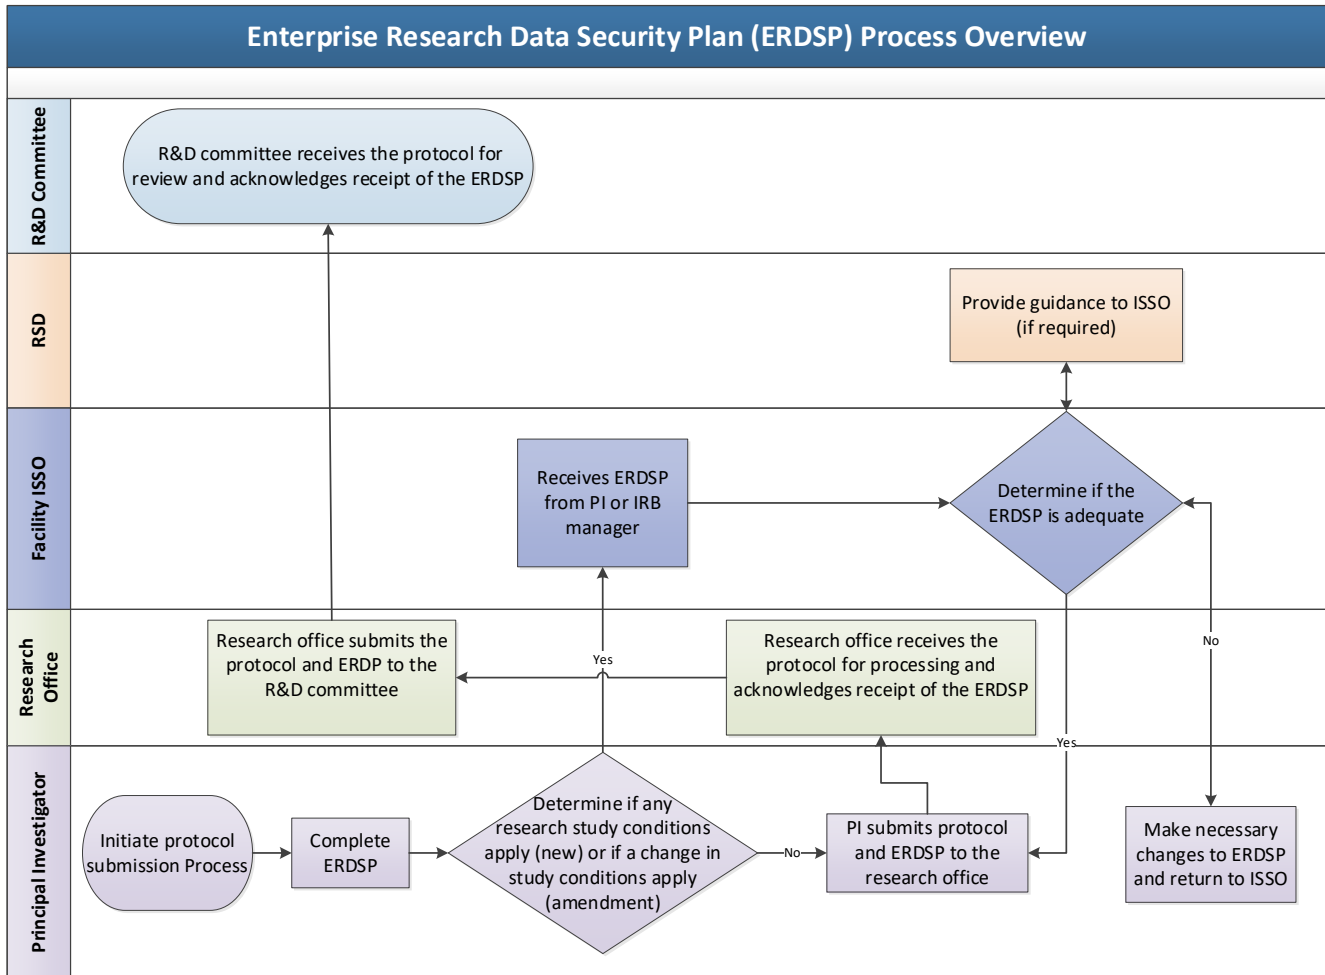 Enterprise Research Data Security Plan (ERDSP) Process Overview
R&D Committee
R&D committee receives the protocol for
review and acknowledges receipt of the ERDSP
RSD
Provide guidance to ISSO
(if required)
Facility ISSO
Receives ERDSP
from PI or IRB
manager
Determine if the
ERDSP is adequate
Research
Office
Research office submits the
protocol and ERDP to the
R&D committee
Yes
Research office receives the
protocol for processing and
acknowledges receipt of the ERDSP
No
Yes
Principal Investigator
Initiate protocol
submission Process
Complete
ERDSP
Determine if any
research study conditions
apply (new) or if a change in
study conditions apply
(amendment)
No
PI submits protocol
and ERDSP to the
research office
Make necessary
changes to ERDSP
and return to ISSO